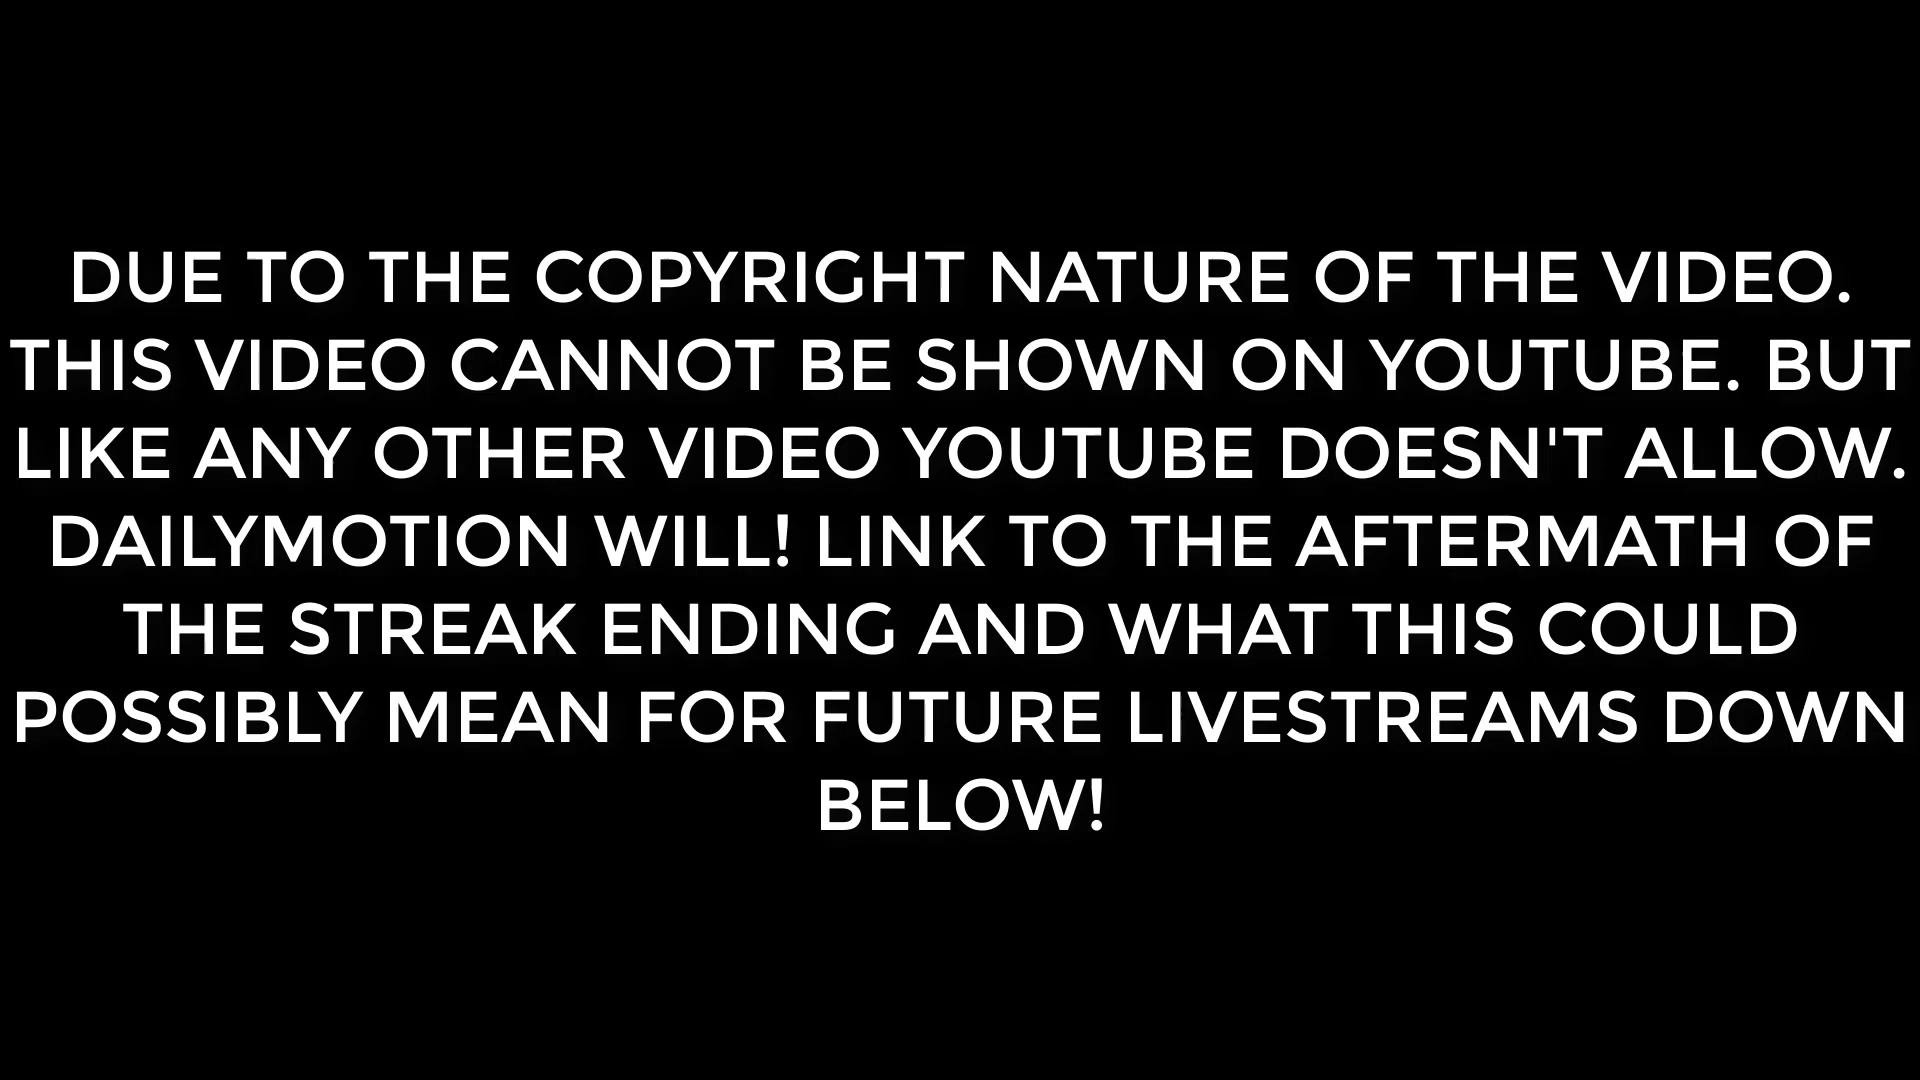 DUE TO THE COPYRIGHT NATURE OF THE VIDEO.
THIS VIDEO CANNOT BE SHOWN ON YOUTUBE. BUT
LIKE ANY OTHER VIDEO YOUTUBE DOESN'T ALLOW.
DAILYMOTION WILL! LINK TO THE AFTERMATH OF
THE STREAK ENDING AND WHAT THIS COULD
POSSIBLY MEAN FOR FUTURE LIVESTREAMS DOWN
BELOW!